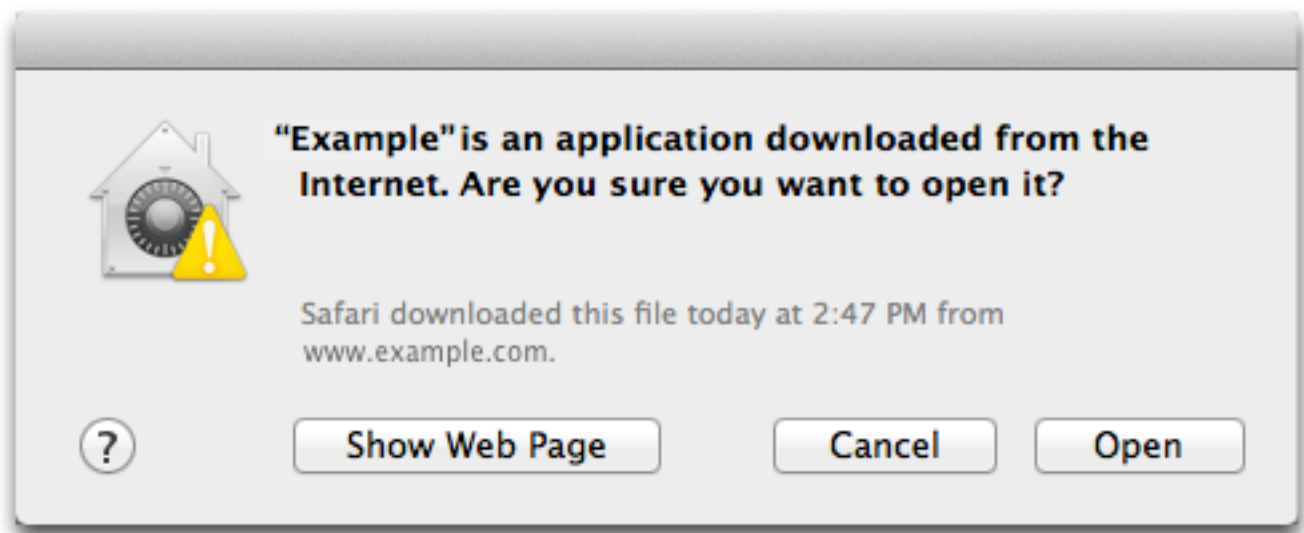 “Example” is an application downloaded from the
Internet. Are you sure you want to open it?
Safari downloaded this file today at 2:47 PM from
www.example.com.
?
Show Web Page
Cancel
Open